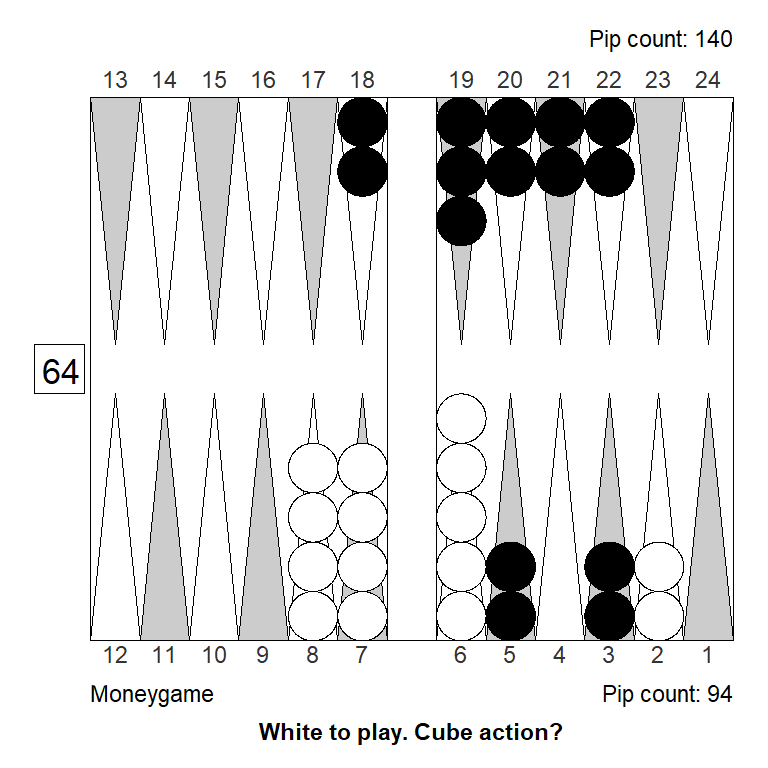 Pip count: 140
13 14 15 16 17 18 19 20 21 22 23 24
64
12 11 10 9 8 7 6 5 4 3 2 1
Moneygame Pip count: 94
White to play. Cube action?